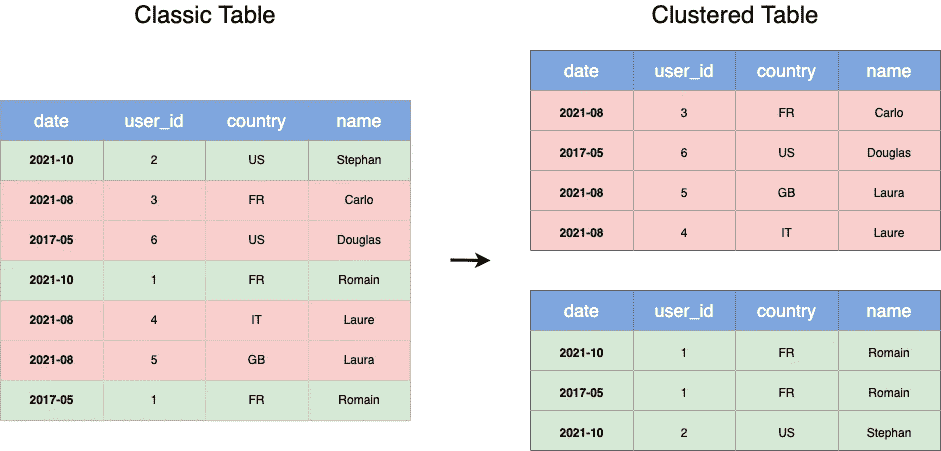 Classic Table
date user_id country name
2021-10 2 US Stephan
2021-08 3 FR Carlo
2017-05 6 US Douglas
2021-10 1 FR Romain
2021-08 4 IT Laure
2021-08 5 GB Laura
2017-05 1 FR Romain
Clustered Table
date user_id country name
2021-08 3 FR Carlo
2017-05 6 US Douglas
2021-08 5 GB Laura
2021-08 4 IT Laure
date user_id country name
2021-10 1 FR Romain
2017-05 1 FR Romain
2021-10 2 US Stephan